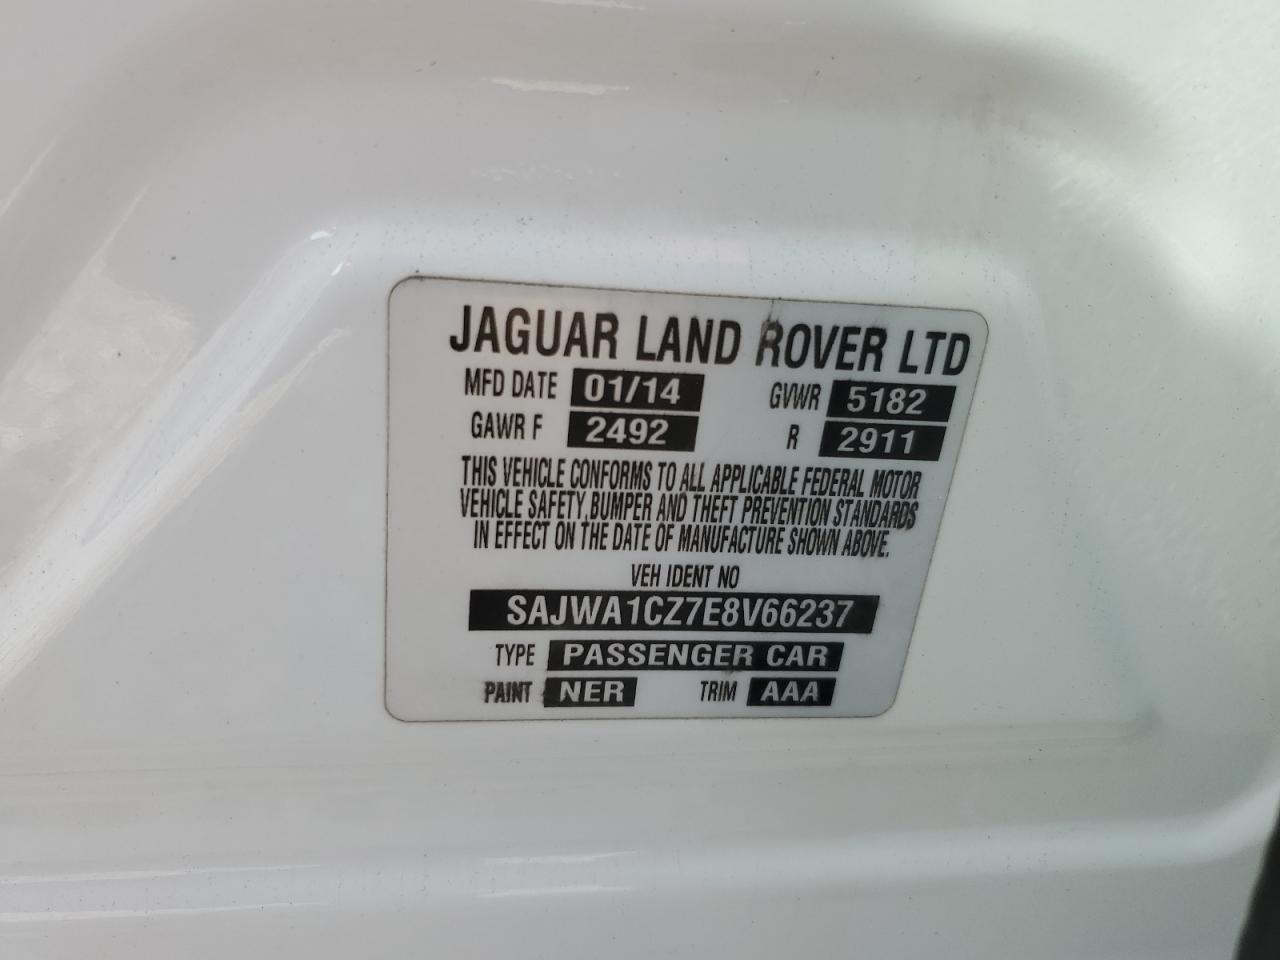 JAGUAR LAND ROVER LTD
MFD DATE 01/14 GVWR 5182
GAWR F 2492 R 2911
THIS VEHICLE CONFORMS TO ALL APPLICABLE FEDERAL MOTOR
VEHICLE SAFETY, BUMPER AND THEFT PREVENTION STANDARDS
IN EFFECT ON THE DATE OF MANUFACTURE SHOWN ABOVE.
VEH IDENT NO
SAJWA1CZ7E8V66237
TYPE PASSENGER CAR
PAINT NER TRIM AAA